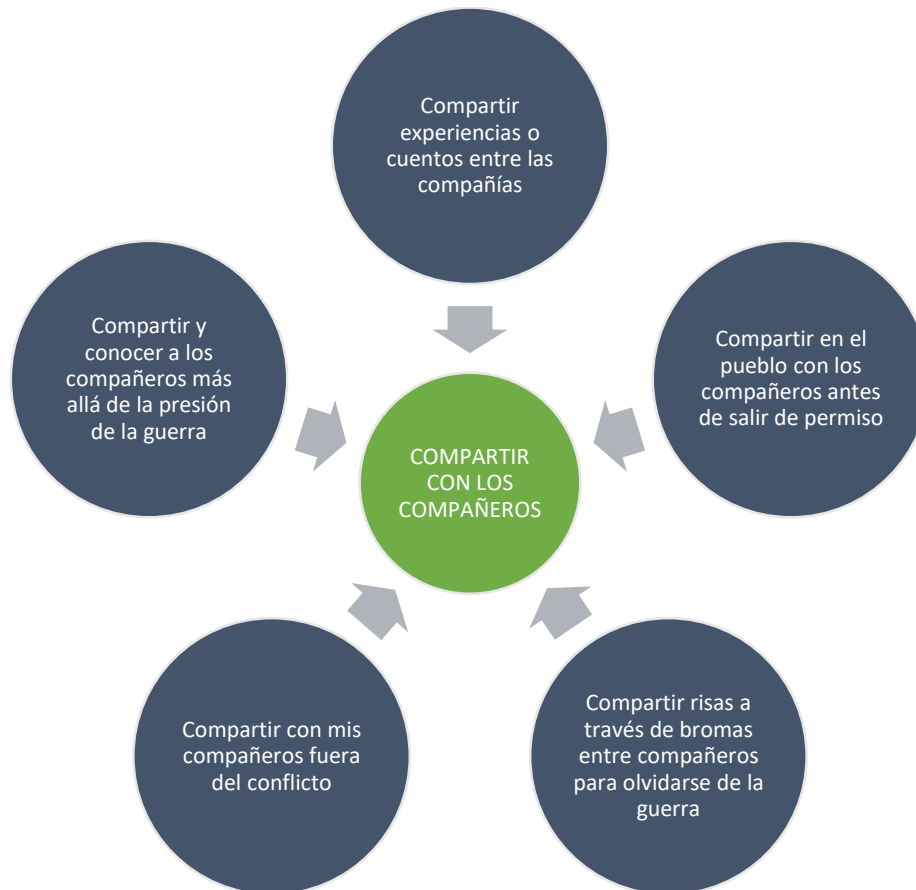 Compartir
experiencias o
cuentos entre las
compañías
Compartir y
conocer a los
compañeros más
allá de la presión
de la guerra
Compartir en el
pueblo con los
compañeros antes
de salir de permiso
COMPARTIR
CON LOS
COMPAÑEROS
Compartir con mis
compañeros fuera
del conflicto
Compartir risas a
través de bromas
entre compañeros
para olvidarse de la
guerra